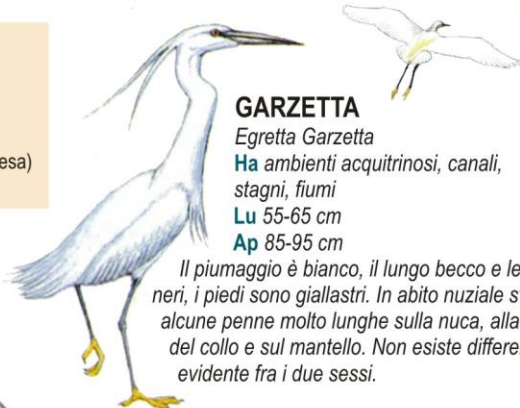 esa)
GARZETTA
Egretta Garzetta
Ha ambienti acquitrinosi, canali,
stagni, fiumi
Lu 55-65 cm
Ap 85-95 cm
Il piumaggio è bianco, il lungo becco e le
neri, i piedi sono giallastri. In abito nuziale
alcune penne molto lunghe sulla nuca, alla
del collo e sul mantello. Non esiste differe
evidente fra i due sessi.